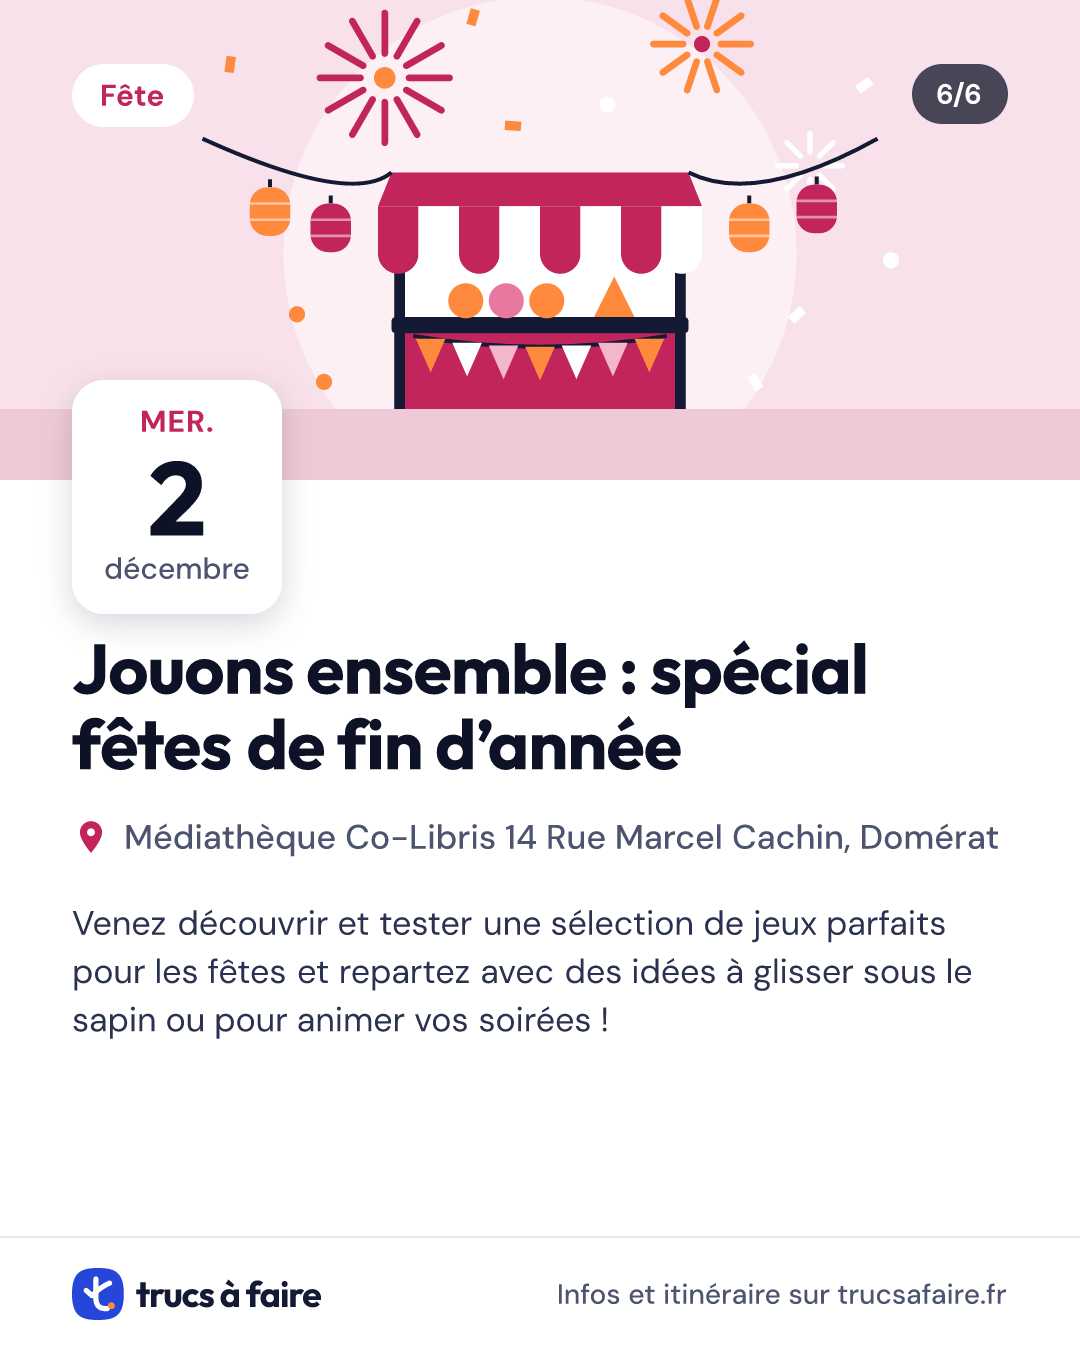 Fête
6/6
MER.
2
décembre
Jouons ensemble : spécial
fêtes de fin d’année
Médiathèque Co-Libris 14 Rue Marcel Cachin, Domérat
Venez découvrir et tester une sélection de jeux parfaits
pour les fêtes et repartez avec des idées à glisser sous le
sapin ou pour animer vos soirées !
trucs à faire
Infos et itinéraire sur trucsafaire.fr